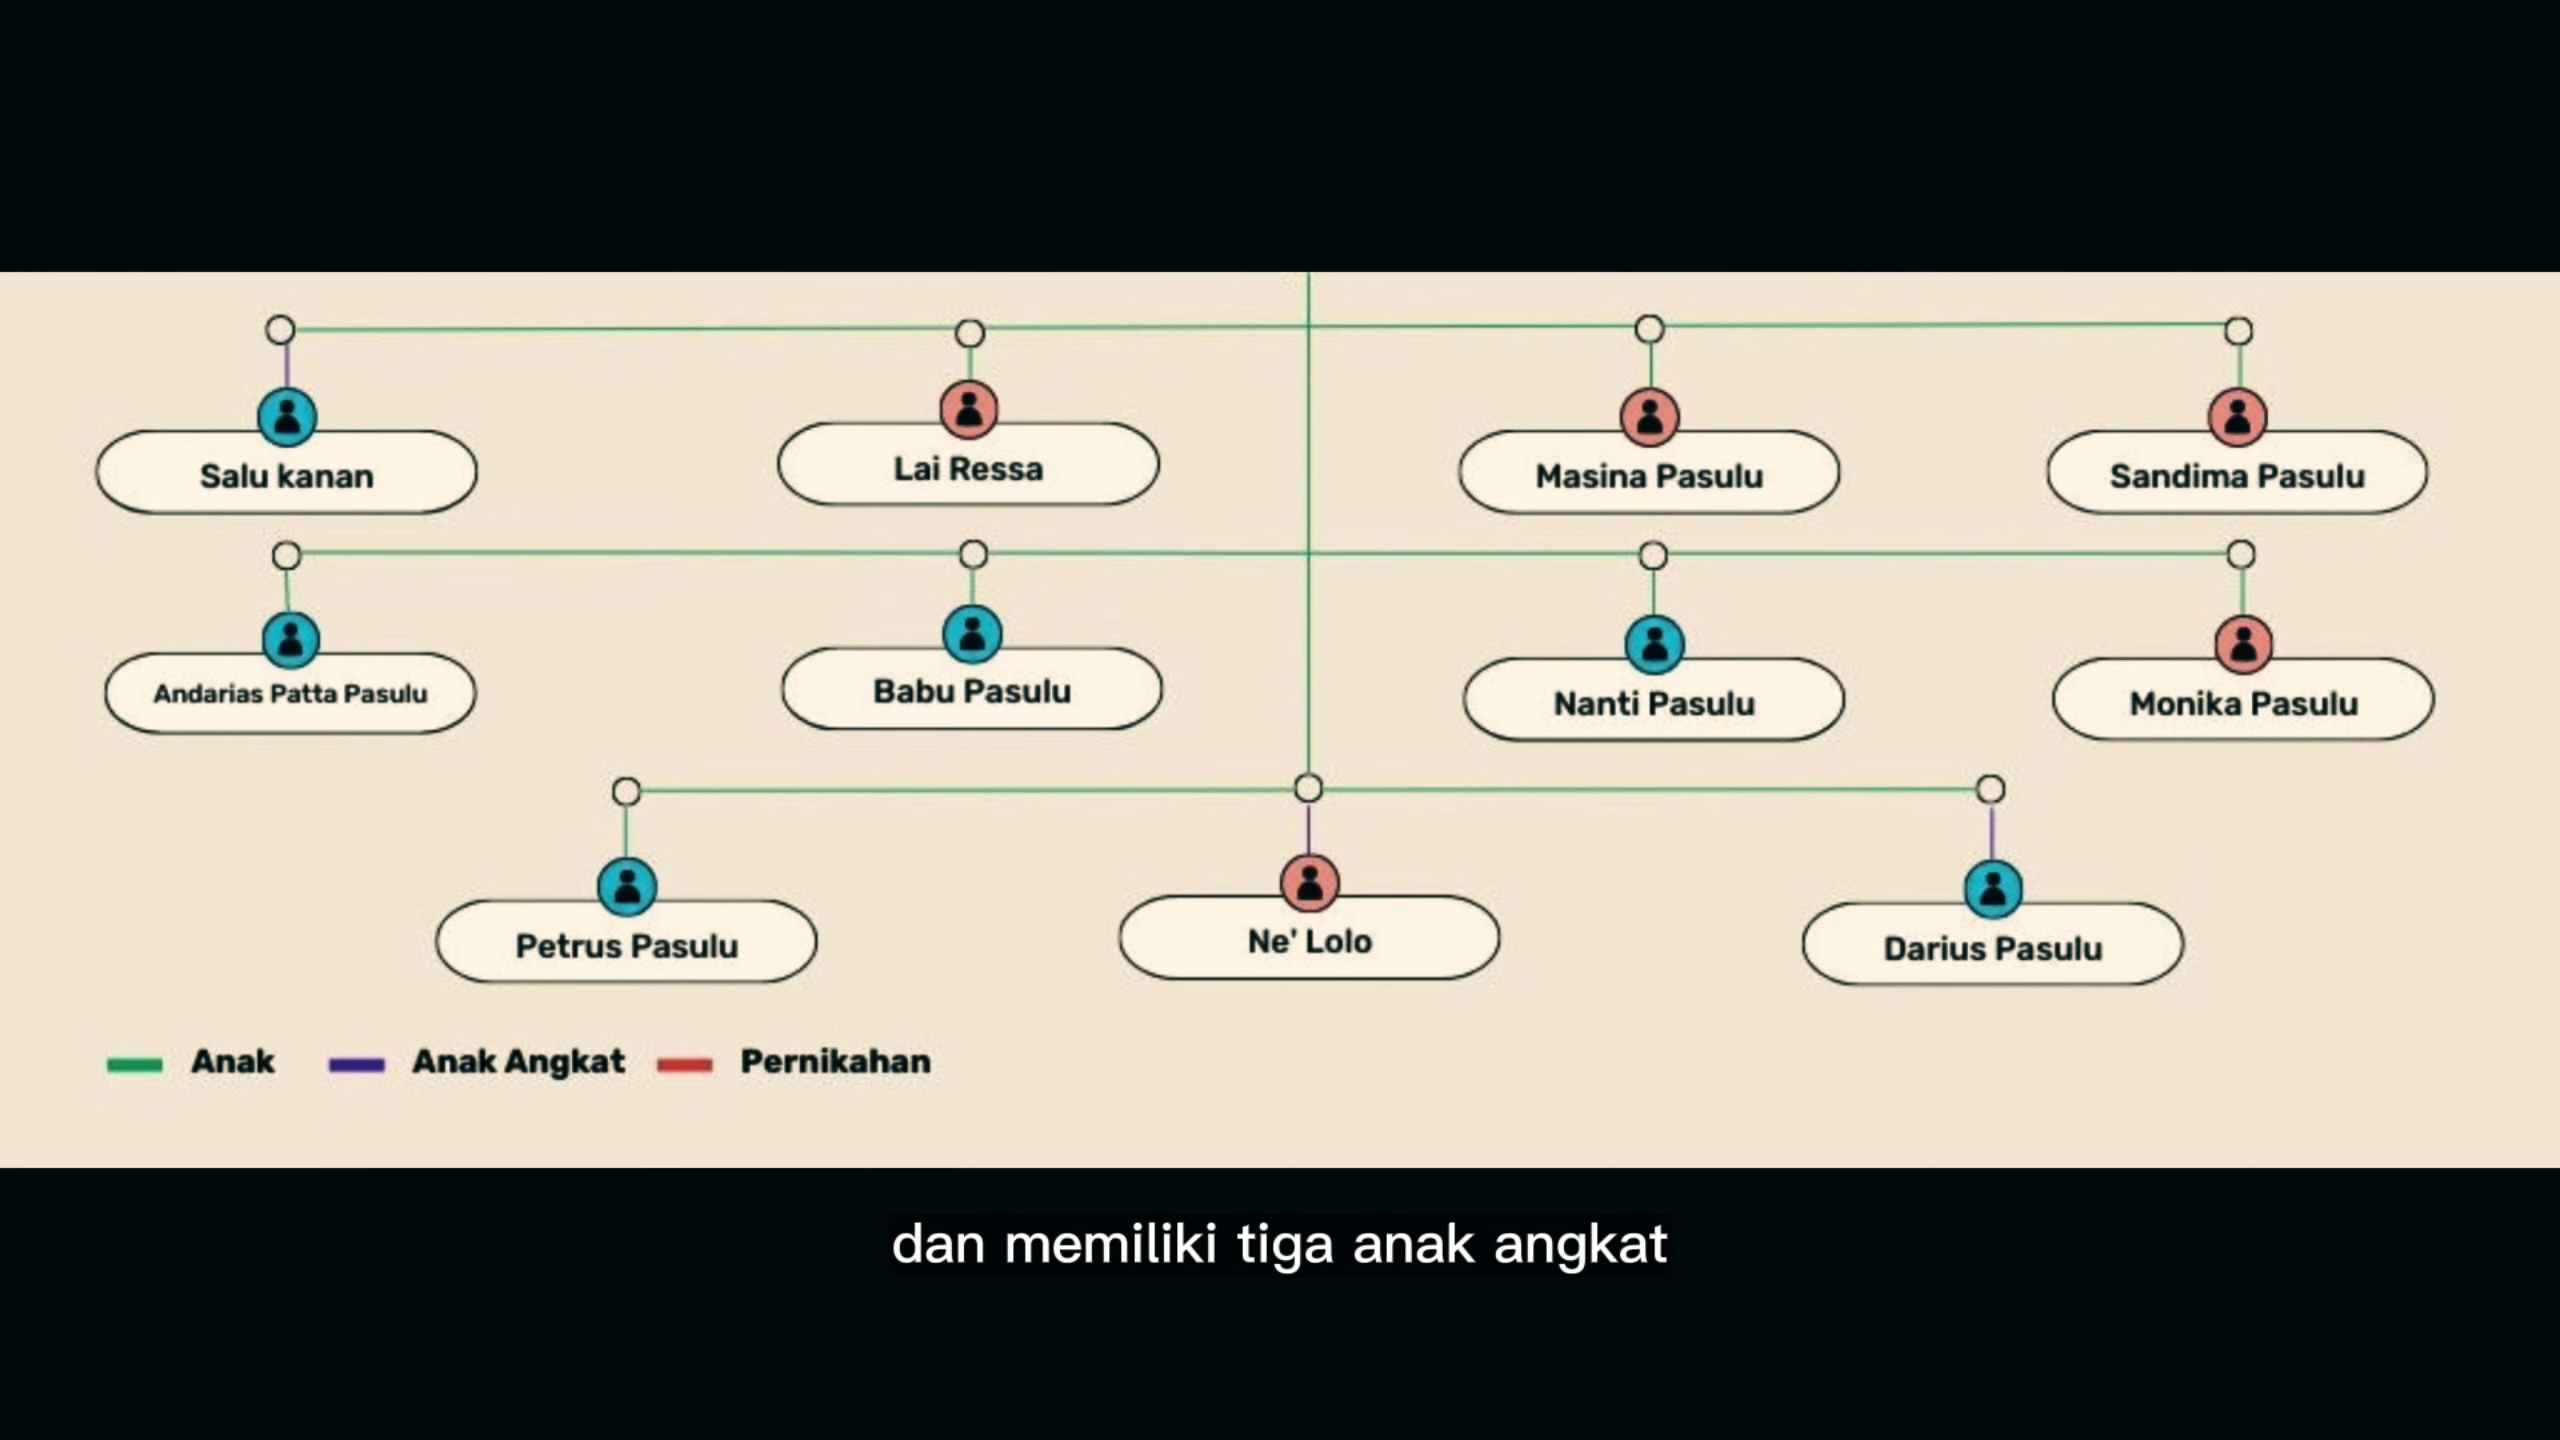 Salu kanan
Lai Ressa
Masina Pasulu
Sandima Pasulu
Andarias Patta Pasulu
Babu Pasulu
Nanti Pasulu
Monika Pasulu
Petrus Pasulu
Ne' Lolo
Darius Pasulu
Anak
Anak Angkat
Pernikahan
dan memiliki tiga anak angkat